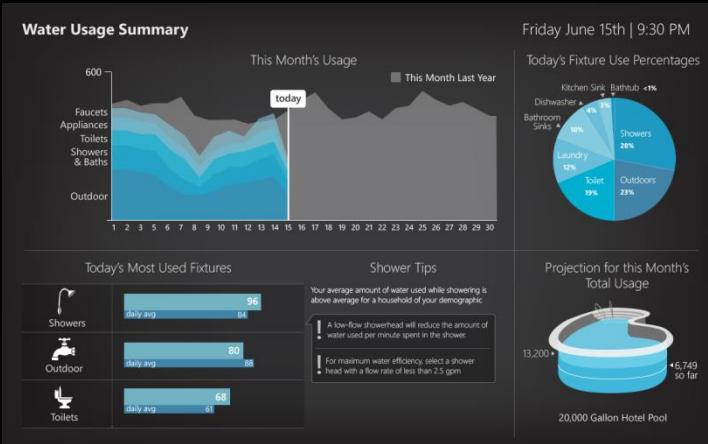 Water Usage Summary
Friday June 15th | 9:30 PM
This Month's Usage
600
This Month Last Year
today
Faucets
Appliances
Toilets
Showers
& Baths
Outdoor
1 2 3 4 5 6 7 8 9 10 11 12 13 14 15 16 17 18 19 20 21 22 23 24 25 26 27 28 29 30
Today's Fixture Use Percentages
Kitchen Sink
Bathtub <1%
Dishwasher
3%
4%
Bathroom
Sinks
10%
Showers
28%
Laundry
12%
Toilet
19%
Outdoors
23%
Today's Most Used Fixtures
Showers
96
daily avg 84
Outdoor
80
daily avg 88
Toilets
68
daily avg 61
Shower Tips
Your average amount of water used while showering is
above average for a household of your demographic
! A low-flow showerhead will reduce the amount of
water used per minute spent in the shower.
! For maximum water efficiency, select a shower
head with a flow rate of less than 2.5 gpm
Projection for this Month's
Total Usage
13,200
6,749
so far
20,000 Gallon Hotel Pool